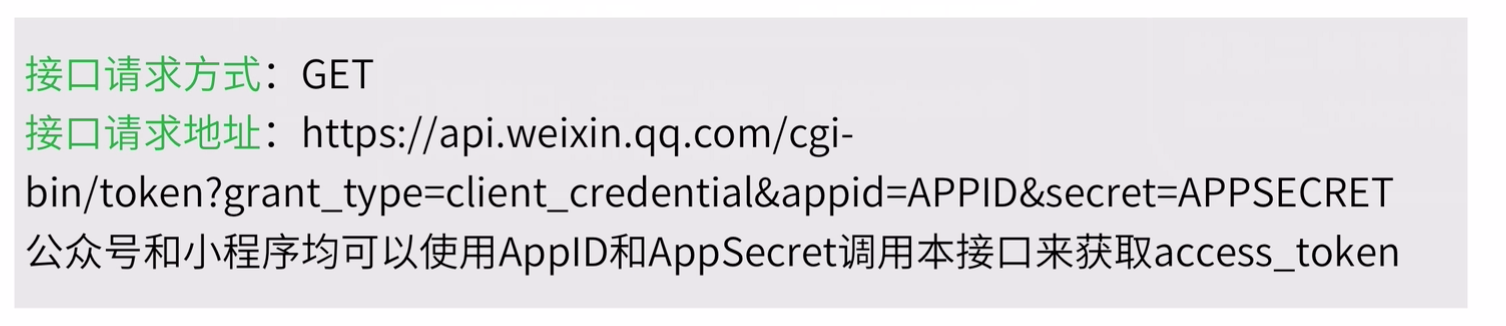 接口请求方式：GET
接口请求地址：https://api.weixin.qq.com/cgi-
bin/token?grant_type=client_credential&appid=APPID&secret=APPSECRET
公众号和小程序均可以使用AppID和AppSecret调用本接口来获取access_token